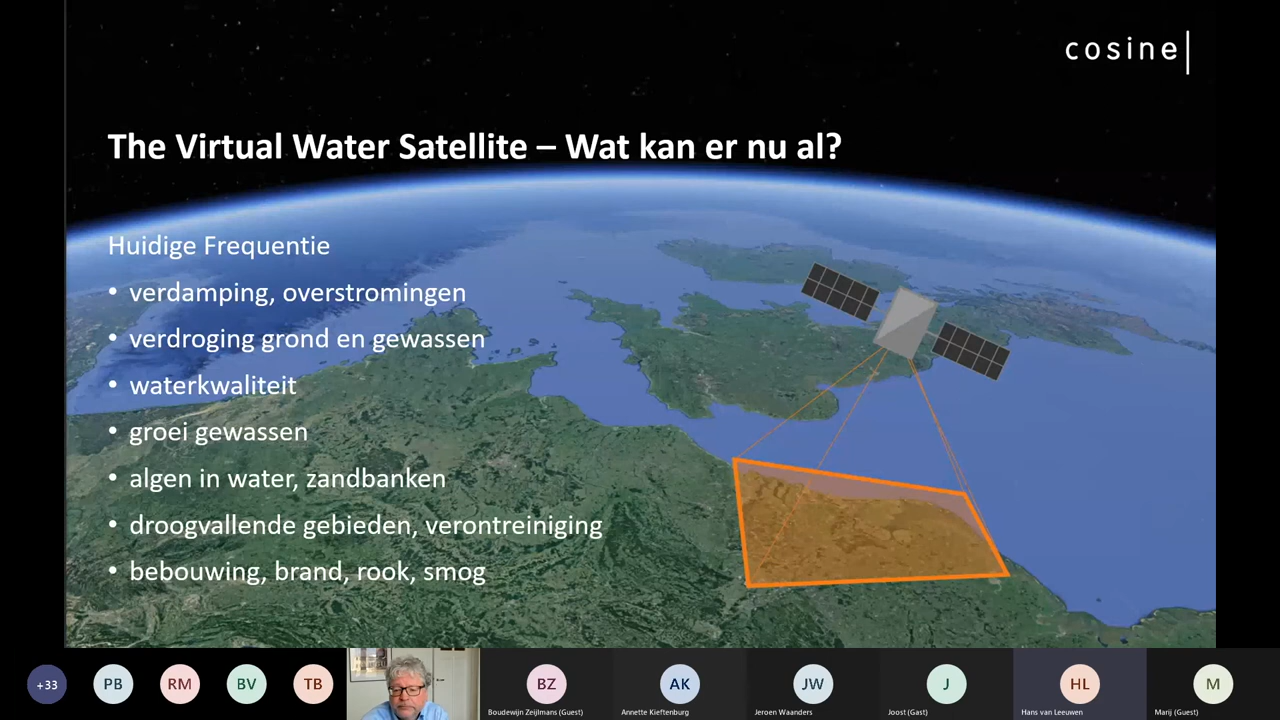 cosine|
The Virtual Water Satellite – Wat kan er nu al?
Huidige Frequentie
• verdamping, overstromingen
• verdroging grond en gewassen
• waterkwaliteit
• groei gewassen
• algen in water, zandbanken
• droogvallende gebieden, verontreiniging
• bebouwing, brand, rook, smog
+33 PB RM BV TB BZ AK JW J HL M
Boudewijn Zeijlmans (Guest) Annette Kieftenburg Jeroen Waanders Joost (Gast) Hans van Leeuwen Marij (Guest)